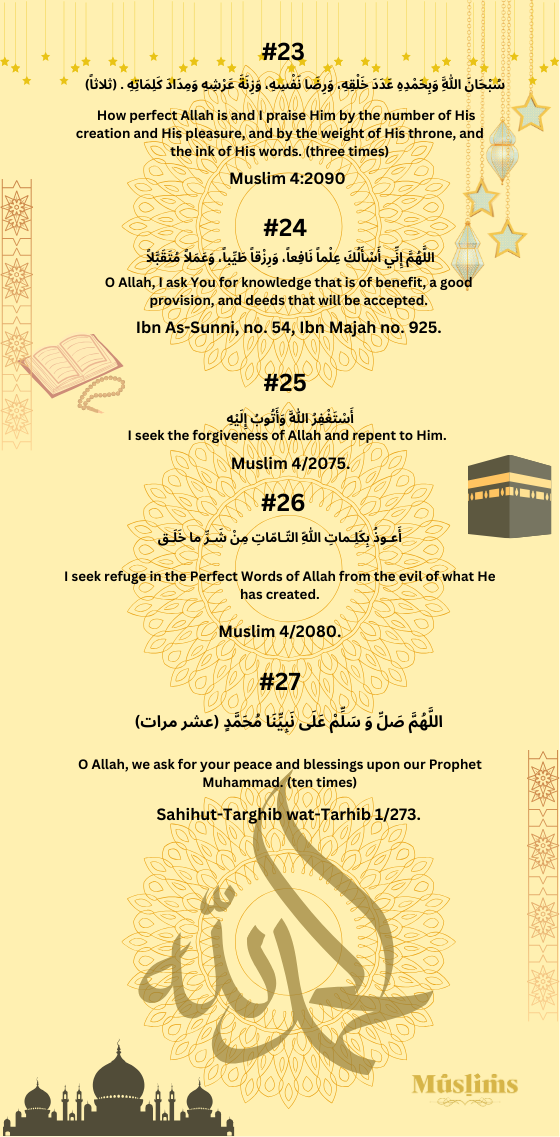 #23
سُبْحَانَ اللَّهَِ وَبِحَمْدِهِ عَدَدَ خَلْقِهِ، وَرِضَا نَفْسِهِ، وَزِنَةَ عَرْشِهِ وَمِدَادَ كَلِمَاتِهِ . (ثلاثاً)
How perfect Allah is and I praise Him by the number of His
creation and His pleasure, and by the weight of His throne, and
the ink of His words. (three times)
Muslim 4:2090
#24
اللَّهُمَّ إِنِّي أَسْأَلُكَ عِلْماً نَافِعاً، وَرِزْقاً طَيِّباً، وَعَمَلاً مُتَقَبَّلاً
O Allah, I ask You for knowledge that is of benefit, a good
provision, and deeds that will be accepted.
Ibn As-Sunni, no. 54, Ibn Majah no. 925.
#25
أَسْتَغْفِرُ اللَّهَ وَأَتُوبُ إِلَيْهِ
I seek the forgiveness of Allah and repent to Him.
Muslim 4/2075.
#26
أَعـوذُ بِكَلِـماتِ اللَّهِ التّـامّاتِ مِنْ شَـرِّ ما خَلَـق
I seek refuge in the Perfect Words of Allah from the evil of what He
has created.
Muslim 4/2080.
#27
اللَّهُمَّ صَلِّ وَ سَلِّمْ عَلَى نَبِيِّنَا مُحَمَّدٍ (عشر مرات)
O Allah, we ask for your peace and blessings upon our Prophet
Muhammad. (ten times)
Sahihut-Targhib wat-Tarhib 1/273.
الحمد لله
Muslims